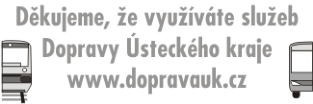 Děkujeme, že využíváte služeb
Dopravy Ústeckého kraje
www.dopravauk.cz